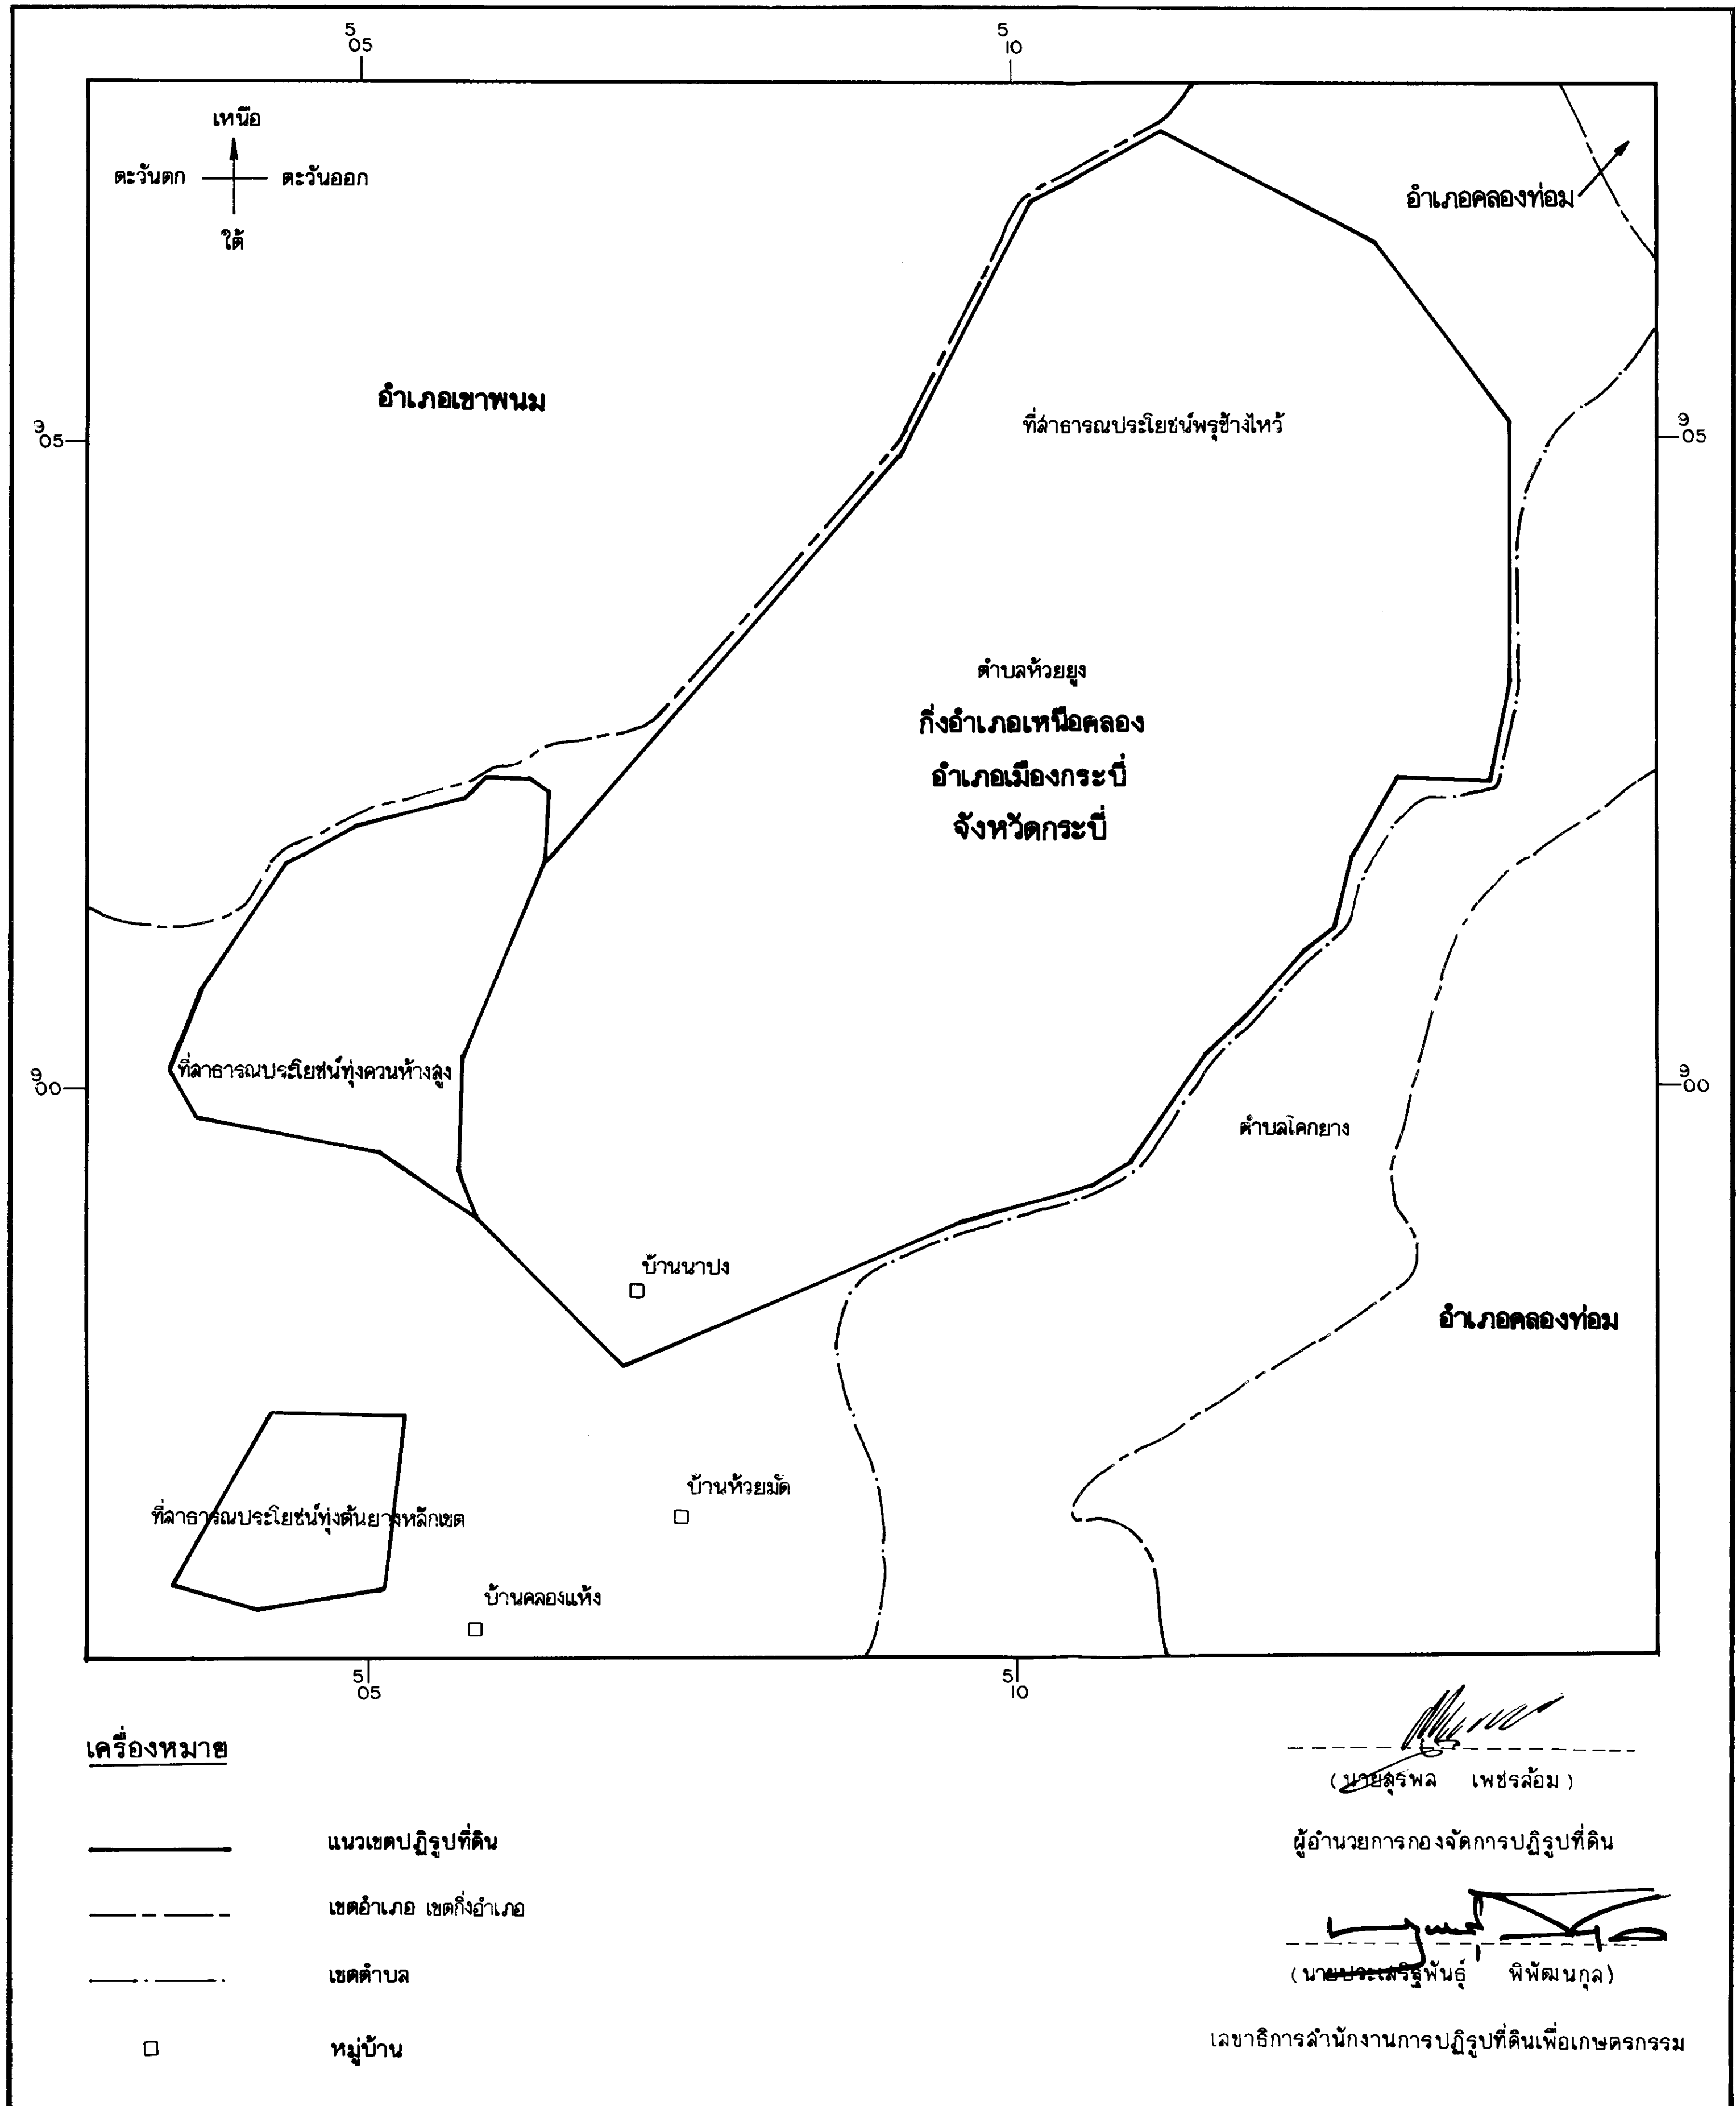 5 05
5 10
เหนือ
ตะวันตก ตะวันออก
ใต้
อำเภอคลองท่อม
อำเภอเขาพนม
ที่สาธารณประโยชน์พรุช้างไหว้
9 05
9 05
ตำบลห้วยยูง
กิ่งอำเภอเหนือคลอง
อำเภอเมืองกระบี่
จังหวัดกระบี่
ที่สาธารณประโยชน์ทุ่งควนห้างสูง
9 00
9 00
ตำบลโคกยาง
บ้านนาปง
อำเภอคลองท่อม
บ้านห้วยมัด
ที่สาธารณประโยชน์ทุ่งต้นยางหลักเขต
บ้านคลองแห้ง
5 05
5 10
เครื่องหมาย
(นายสุรพล เพชรล้อม)
แนวเขตปฏิรูปที่ดิน
ผู้อำนวยการกองจัดการปฏิรูปที่ดิน
เขตอำเภอ เขตกิ่งอำเภอ
เขตตำบล
(นายประเสริฐพันธุ์ พิพัฒนกุล)
หมู่บ้าน
เลขาธิการสำนักงานการปฏิรูปที่ดินเพื่อเกษตรกรรม